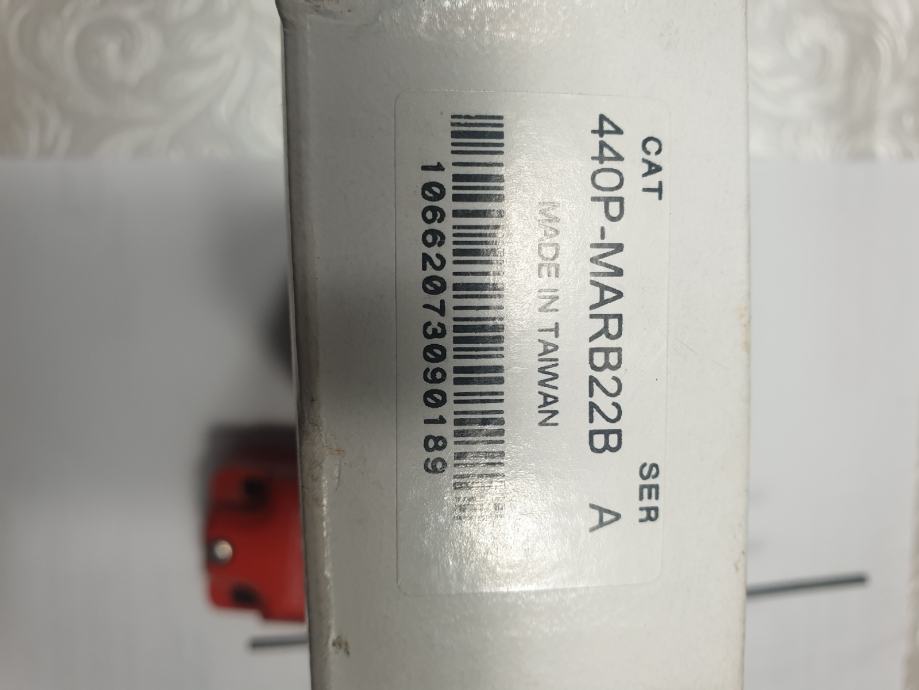 CAT SER
440P-MARB22B A
MADE IN TAIWAN
10662073090189